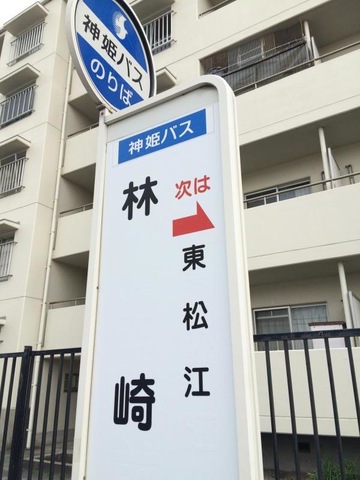 神姫バス
のりば
神姫バス
林崎
次は
東松江